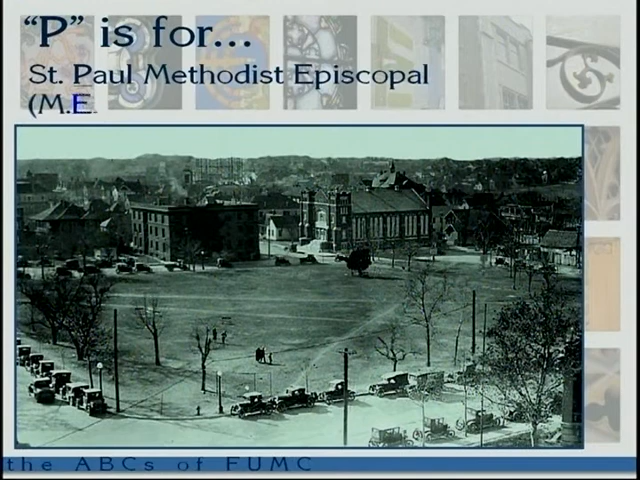 “P” is for...
St. Paul Methodist Episcopal
(M.E.
the ABCs of FUMC